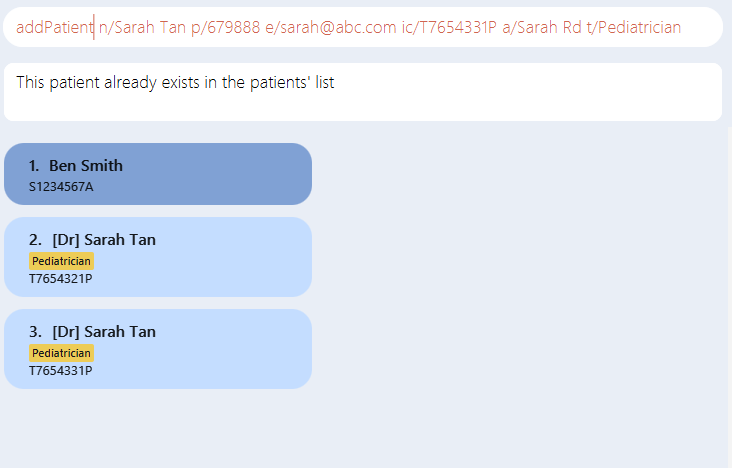 addPatient n/Sarah Tan p/679888 e/sarah@abc.com ic/T7654331P a/Sarah Rd t/Pediatrician
This patient already exists in the patients' list
1. Ben Smith
S1234567A
2. [Dr] Sarah Tan
Pediatrician
T7654321P
3. [Dr] Sarah Tan
Pediatrician
T7654331P